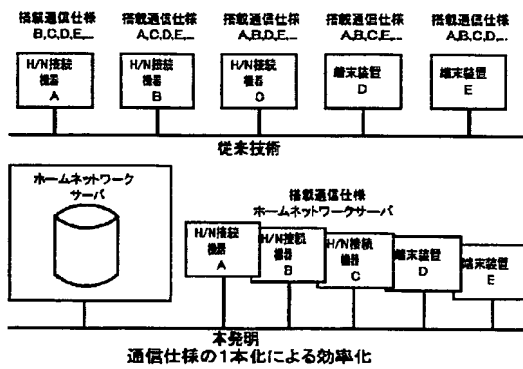 搭載通信仕様 搭載通信仕様 搭載通信仕様 搭載通信仕様 搭載通信仕様
B,C,D,E,... A,C,D,E,... A,B,D,E,... A,B,C,E,... A,B,C,D,..
H/N接続 H/N接続 H/N接続 端末装置 端末装置
機器 機器 機器 D E
A B C
従来技術
ホームネットワーク
サーバ
搭載通信仕様
ホームネットワークサーバ
H/N接続
機器
A
H/N接続
機器
B
H/N接続
機器
C
端末装置
D
端末装置
E
本発明
通信仕様の1本化による効率化